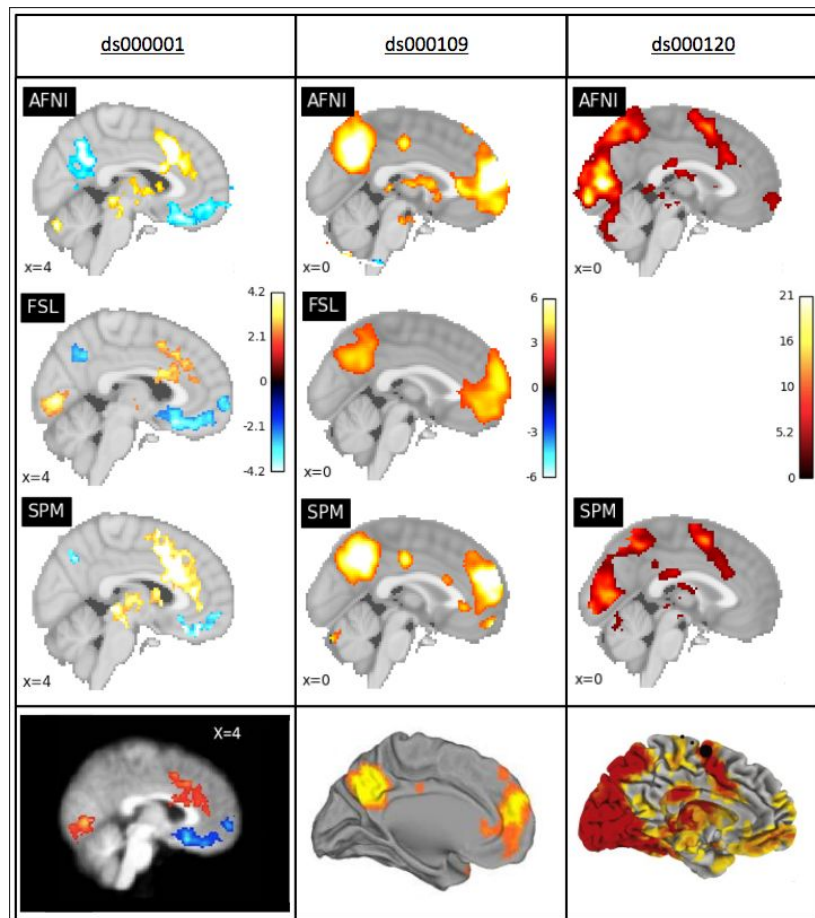 ds000001 ds000109 ds000120
AFNI AFNI AFNI
x=4 x=0 x=0
FSL FSL
4.2 6 21
2.1 3 16
0 0 10
-2.1 -3 5.2
-4.2 -6 0
x=4 x=0
SPM SPM SPM
x=4 x=0 x=0
X=4